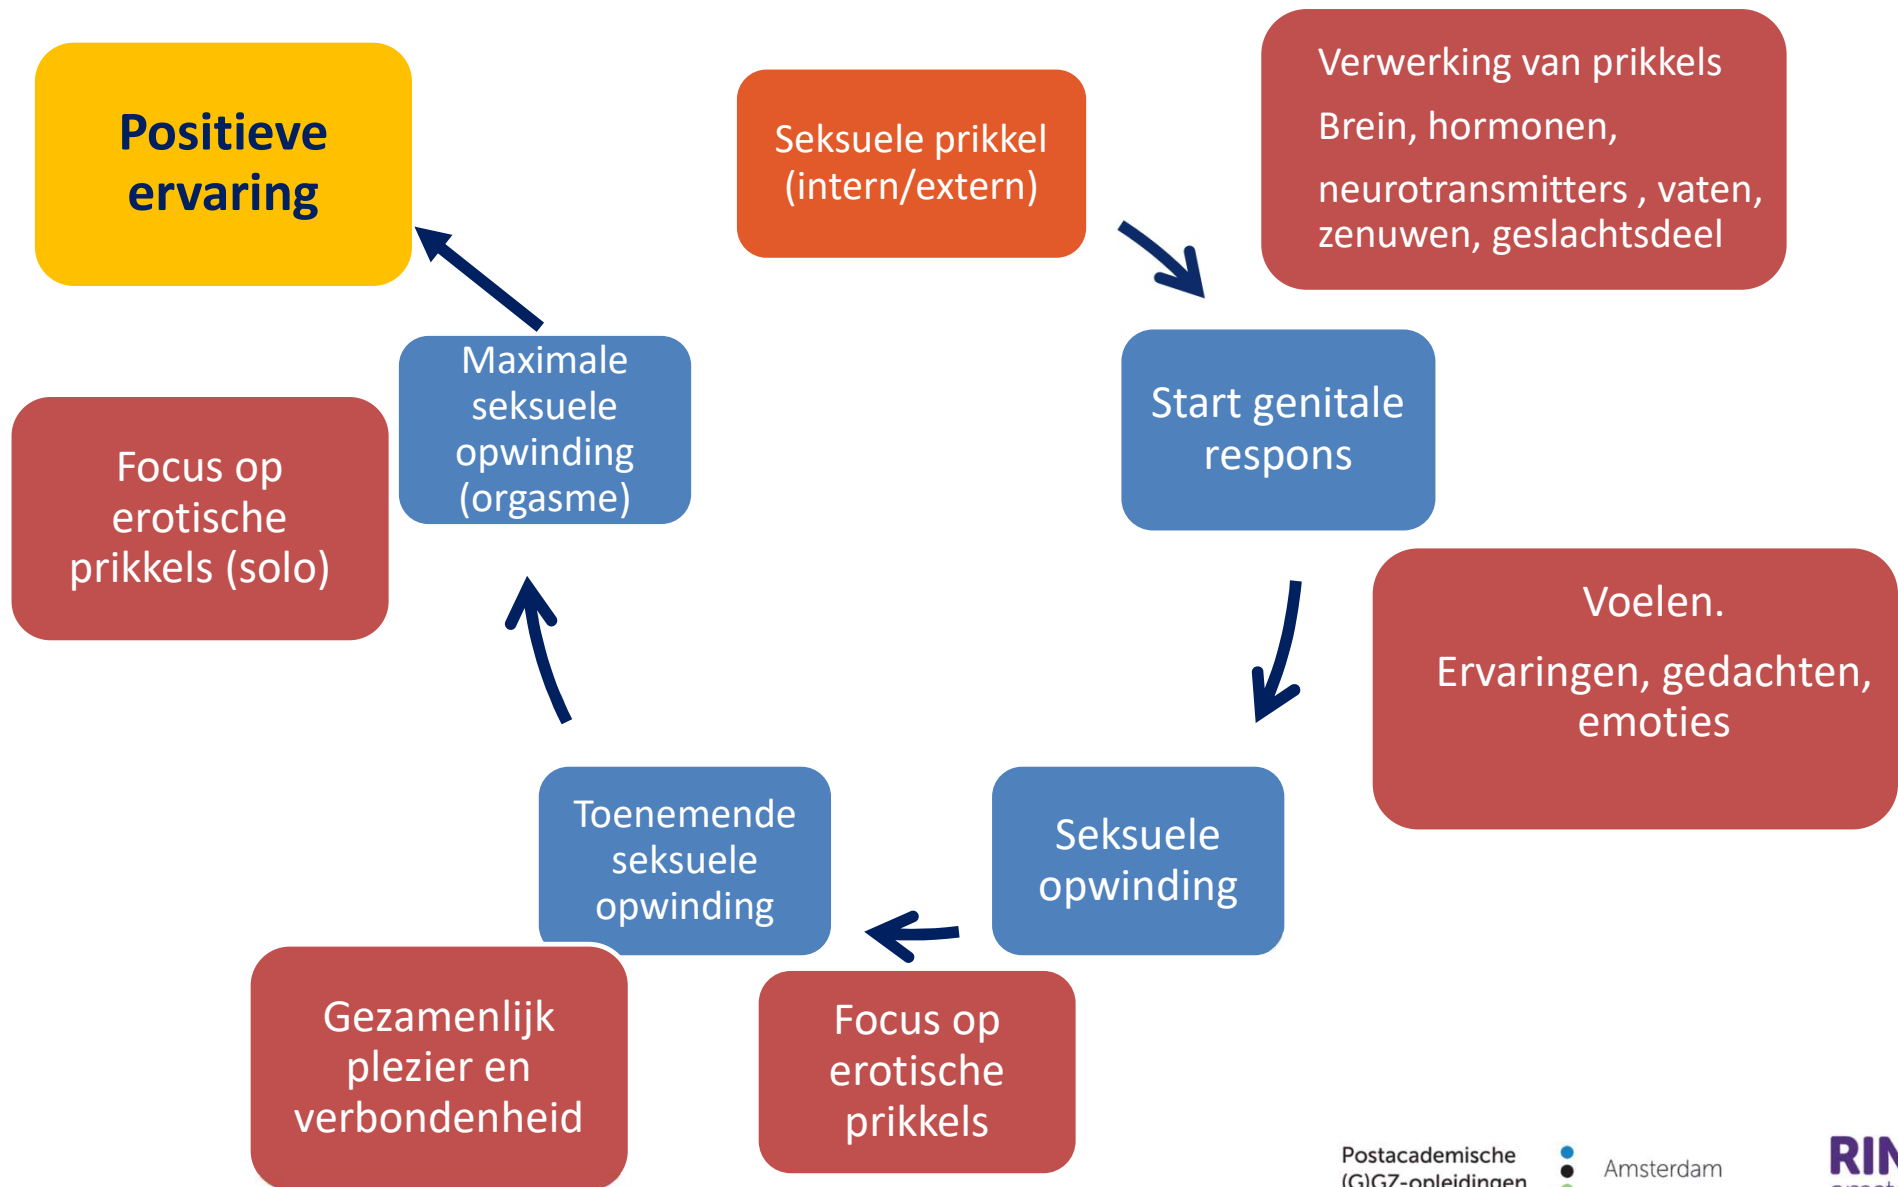 Positieve
ervaring
Seksuele prikkel
(intern/extern)
Verwerking van prikkels
Brein, hormonen,
neurotransmitters , vaten,
zenuwen, geslachtsdeel
Start genitale
respons
Voelen.
Ervaringen, gedachten,
emoties
Seksuele
opwinding
Focus op
erotische
prikkels
Toenemende
seksuele
opwinding
Gezamenlijk
plezier en
verbondenheid
Maximale
seksuele
opwinding
(orgasme)
Focus op
erotische
prikkels (solo)
Postacademische
(G)GZ-opleidingen
Amsterdam